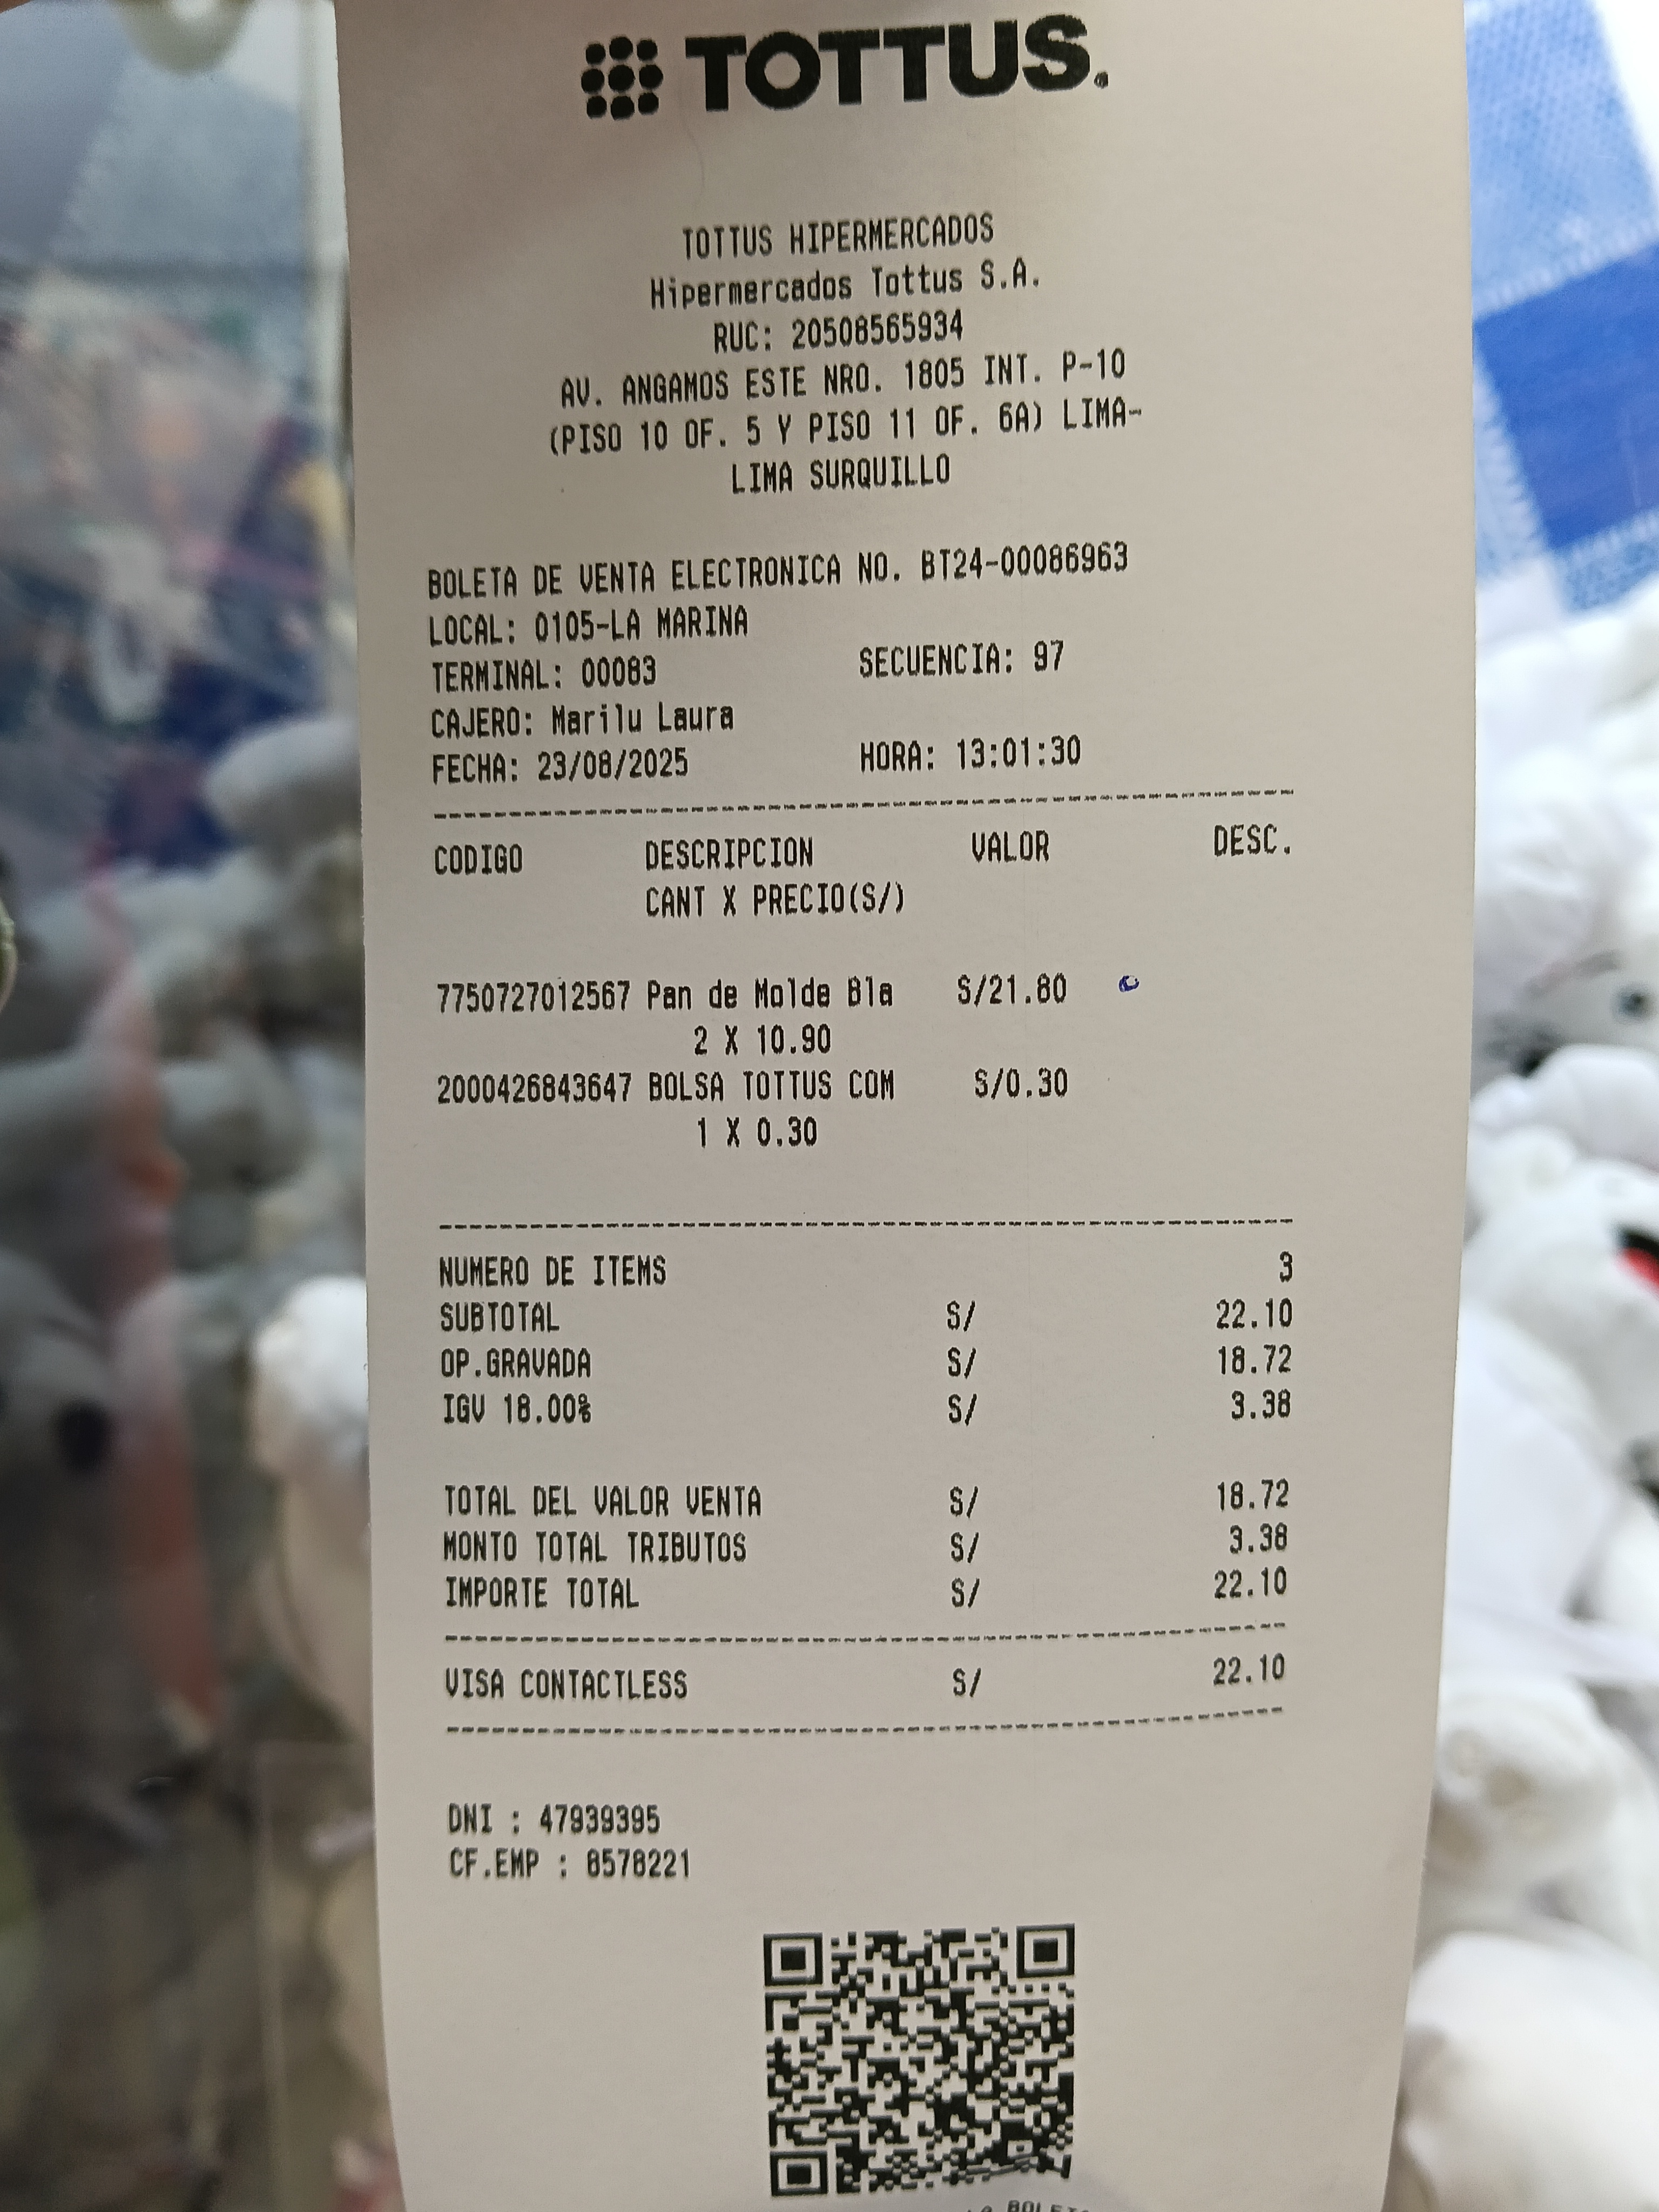 TOTTUS.
TOTTUS HIPERMERCADOS
Hipermercados Tottus S.A.
RUC: 20508565934
AV. ANGAMOS ESTE NRO. 1805 INT. P-10
(PISO 10 OF. 5 Y PISO 11 OF. 6A) LIMA-
LIMA SURQUILLO
BOLETA DE VENTA ELECTRONICA NO. BT24-00086963
LOCAL: 0105-LA MARINA
TERMINAL: 00083 SECUENCIA: 97
CAJERO: Marilu Laura
FECHA: 23/08/2025 HORA: 13:01:30
CODIGO DESCRIPCION VALOR DESC.
CANT X PRECIO(S/)
7750727012567 Pan de Molde Bla S/21.80
2 X 10.90
2000426843647 BOLSA TOTTUS COM S/0.30
1 X 0.30
NUMERO DE ITEMS 3
SUBTOTAL S/ 22.10
OP.GRAVADA S/ 18.72
IGV 18.00% S/ 3.38
TOTAL DEL VALOR VENTA S/ 18.72
MONTO TOTAL TRIBUTOS S/ 3.38
IMPORTE TOTAL S/ 22.10
VISA CONTACTLESS S/ 22.10
DNI : 47939395
CF.EMP : 8578221